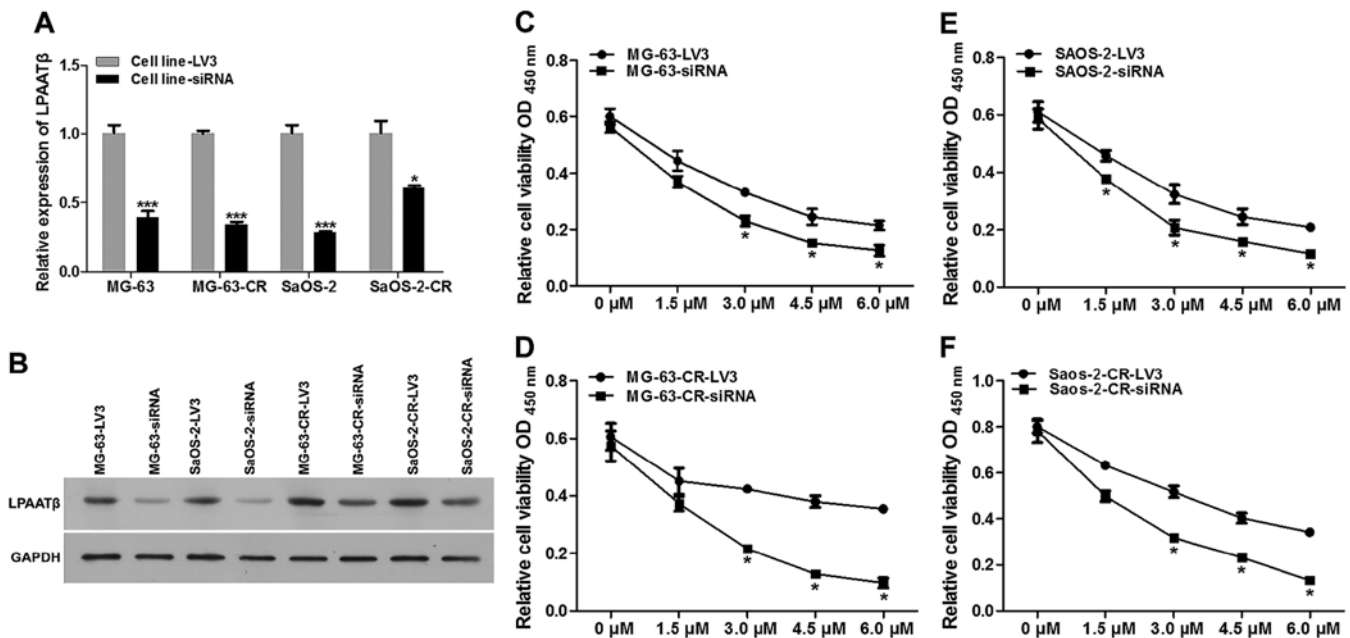 A
Relative expression of LPAATβ
Cell line-LV3
Cell line-siRNA
1.5
1.0
0.5
0.0
***
***
***
*
MG-63
MG-63-CR
SaOS-2
SaOS-2-CR
B
MG-63-LV3
MG-63-siRNA
SaOS-2-LV3
SaOS-2-siRNA
MG-63-CR-LV3
MG-63-CR-siRNA
SaOS-2-CR-LV3
SaOS-2-CR-siRNA
LPAATβ
GAPDH
C
Relative cell viability OD 450 nm
MG-63-LV3
MG-63-siRNA
0.8
0.6
0.4
0.2
0.0
*
*
*
0 µM
1.5 µM
3.0 µM
4.5 µM
6.0 µM
D
Relative cell viability OD 450 nm
MG-63-CR-LV3
MG-63-CR-siRNA
0.8
0.6
0.4
0.2
0.0
*
*
*
0 µM
1.5 µM
3.0 µM
4.5 µM
6.0 µM
E
Relative cell viability OD 450 nm
SAOS-2-LV3
SAOS-2-siRNA
0.8
0.6
0.4
0.2
0.0
*
*
*
*
0 µM
1.5 µM
3.0 µM
4.5 µM
6.0 µM
F
Relative cell viability OD 450 nm
Saos-2-CR-LV3
Saos-2-CR-siRNA
1.0
0.8
0.6
0.4
0.2
0.0
*
*
*
0 µM
1.5 µM
3.0 µM
4.5 µM
6.0 µM